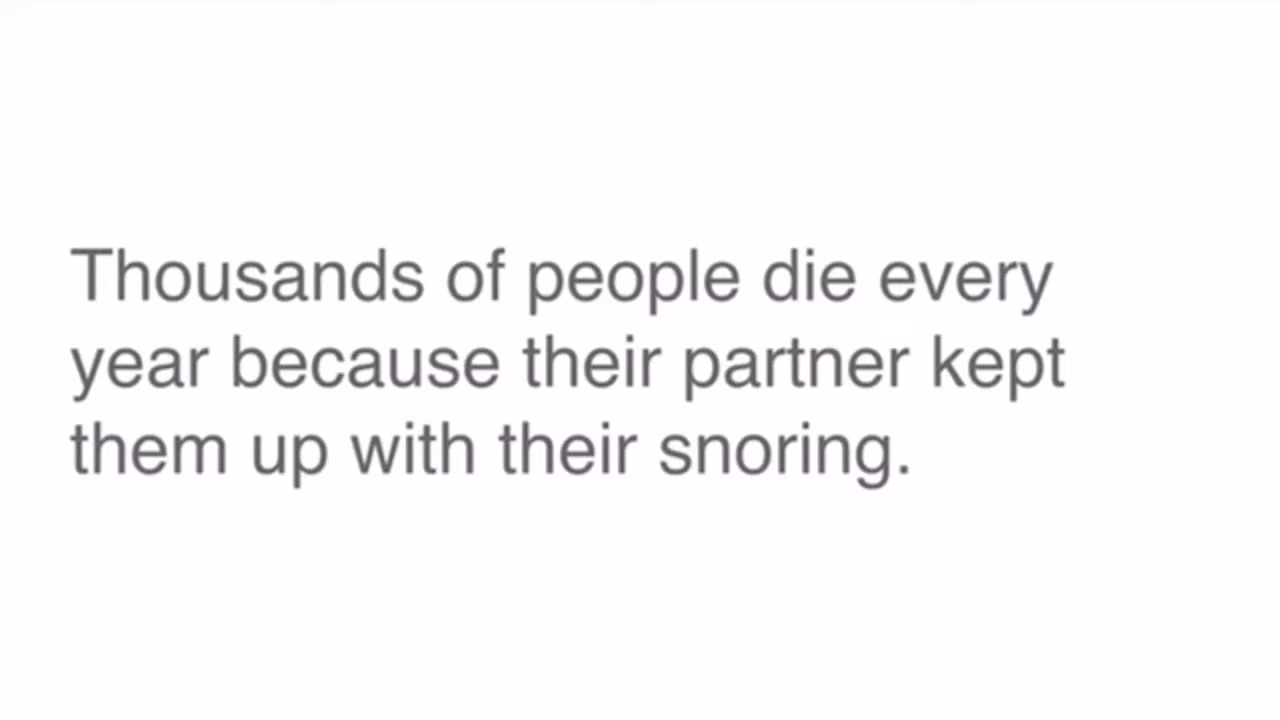 Thousands of people die every
year because their partner kept
them up with their snoring.